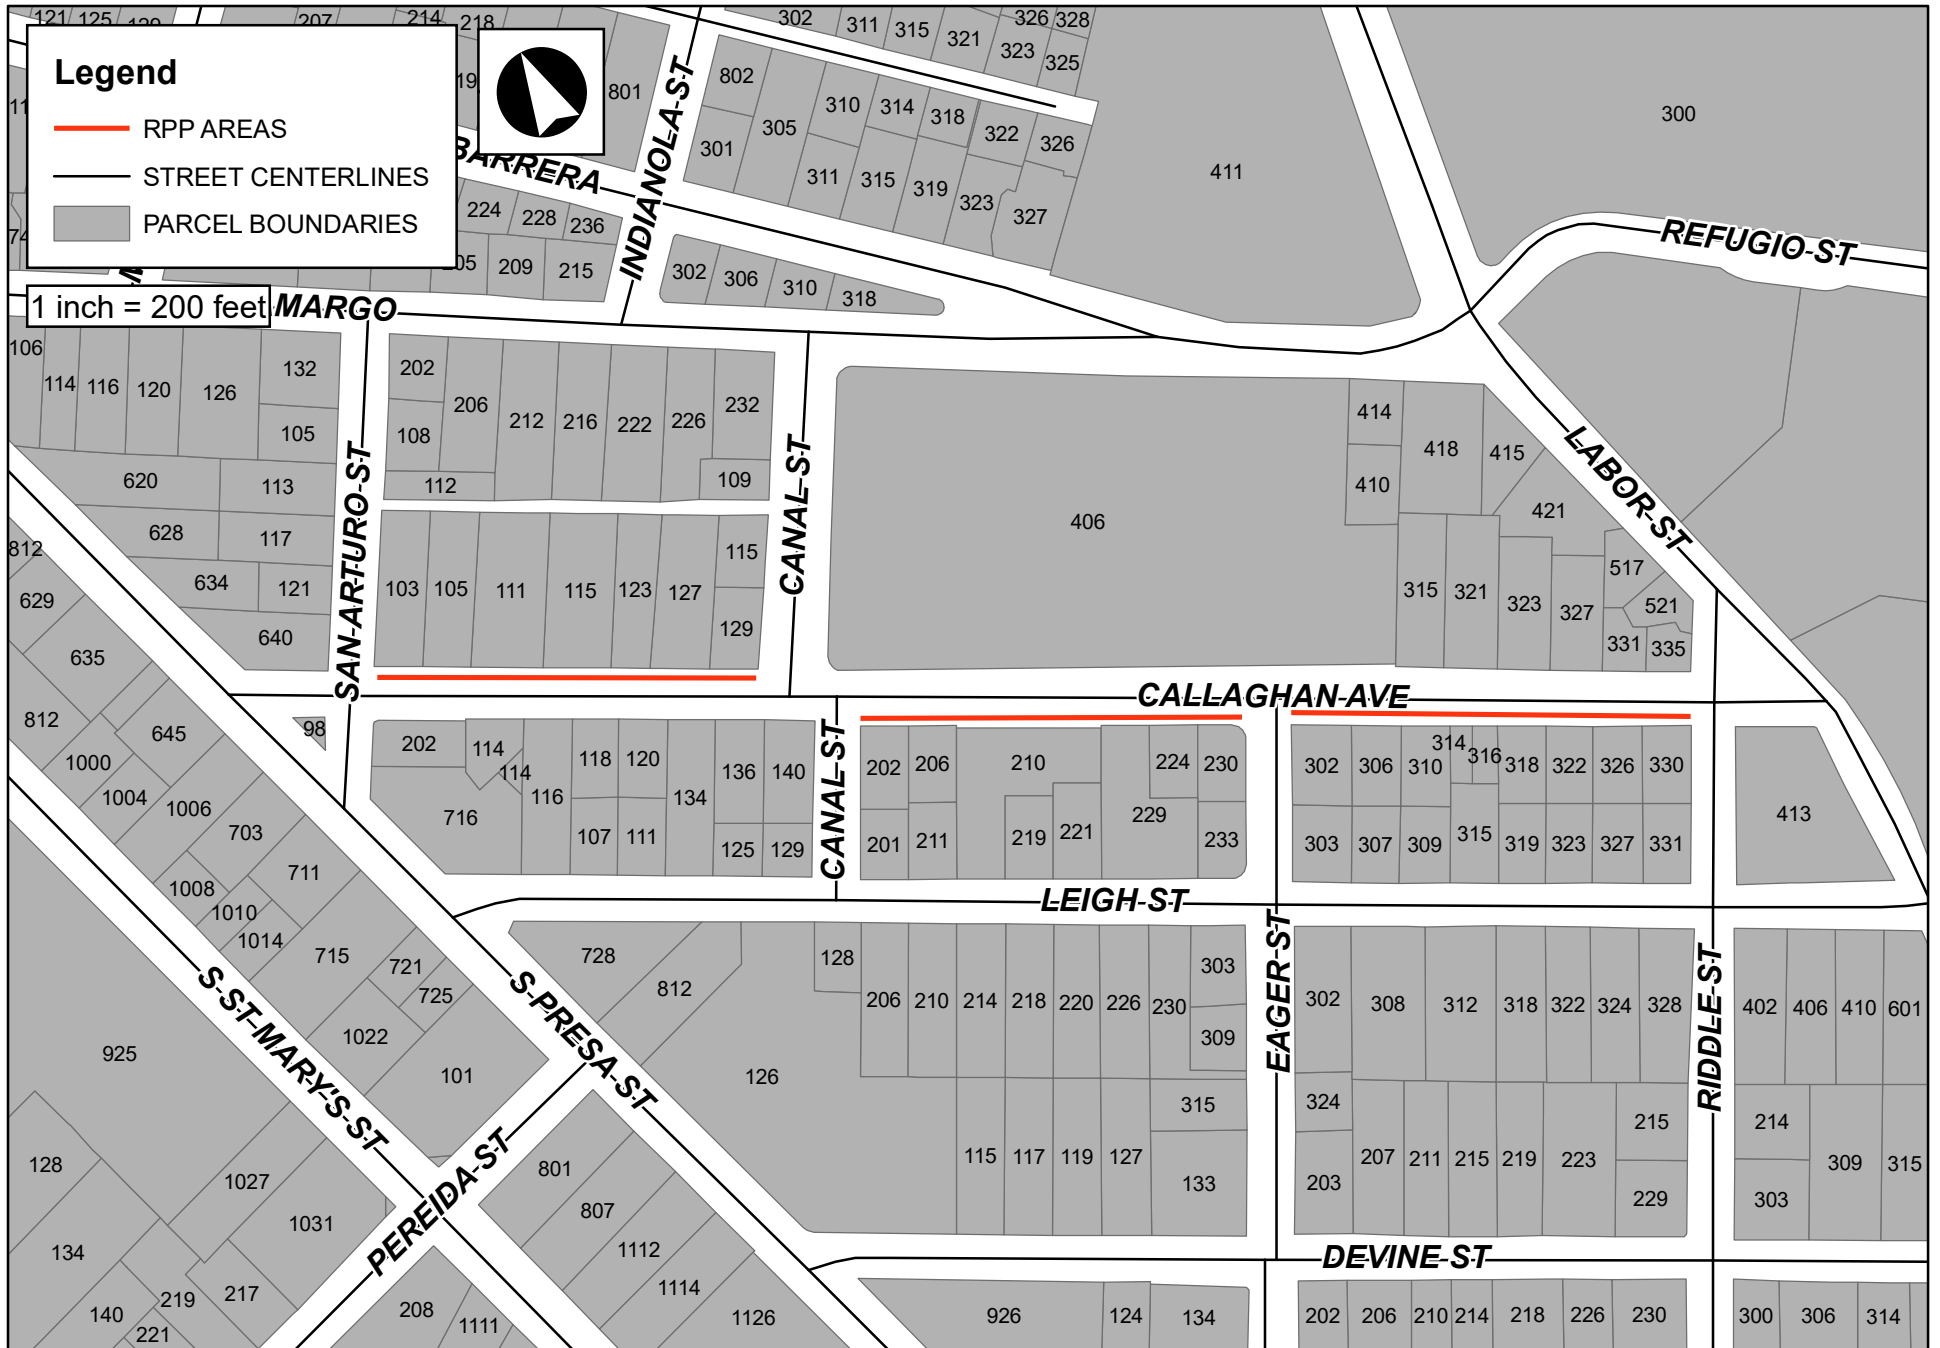 121 125 129 207 214 218 302 311 315 321 326 328
323 325
Legend
RPP AREAS
STREET CENTERLINES
PARCEL BOUNDARIES
1 inch = 200 feet
801 802 305 310 314 318 322 326 411 300
301 311 315 319 323 327
BARRERA
INDIANOLA ST
REFUGIO ST
224 228 236
205 209 215 302 306 310 318
MARGO
106 114 116 120 126 132 105
202 206 212 216 222 226 232
108 112 109
414 418 415
410 421
406
LABOR ST
620 113
628 117
634 121
640
SAN ARTURO ST
CANAL ST
103 105 111 115 123 127 115 129
315 321 323 327 517 521 331 335
812 629 635 812 645
1000 1004 1006 703 711
1008 1010 1014 715 721 725
1022 101
CALLAGHAN AVE
98 202 114 114 116 118 120 134 136 140
716 107 111 125 129
CANAL ST
202 206 210 224 230
201 211 219 221 229 233
302 306 310 314 316 318 322 326 330
303 307 309 315 319 323 327 331
413
LEIGH ST
728 812 128 206 210 214 218 220 226 230 303
309
126 315
115 117 119 127 133
EAGER ST
302 308 312 318 322 324 328
324 203 207 211 215 219 223 215 229
RIDDLE ST
402 406 410 601
214 303 309 315
S PRESA ST
S ST MARY'S ST
PEREIDA ST
925
128 134 140 219 221 217 1027 1031
801 807 1112 1114 1126
208 1111
DEVINE ST
926 124 134
202 206 210 214 218 226 230
300 306 314